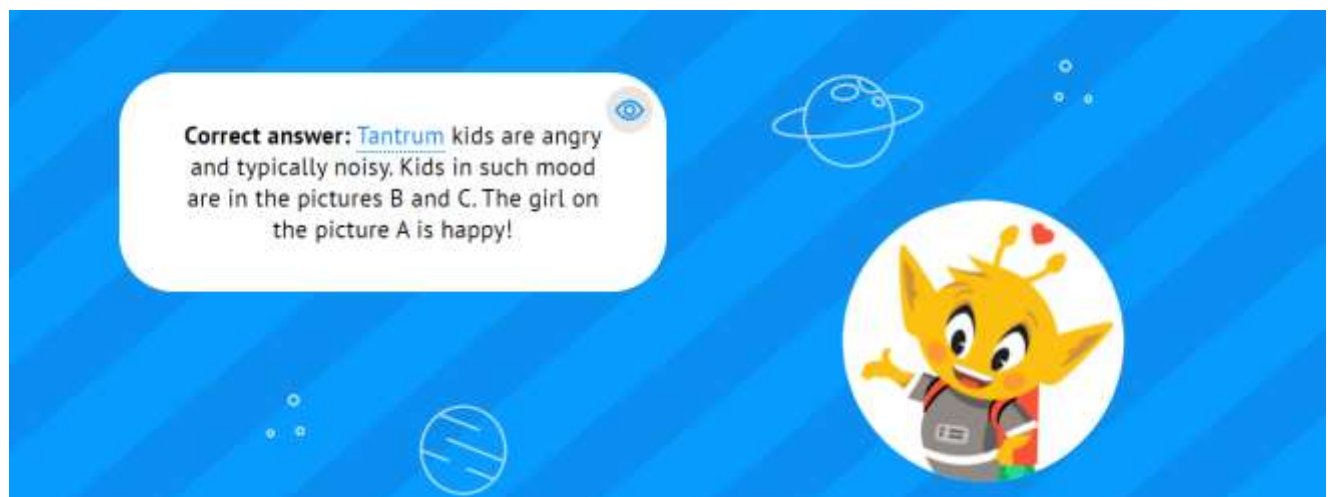 Correct answer: Tantrum kids are angry
and typically noisy. Kids in such mood
are in the pictures B and C. The girl on
the picture A is happy!